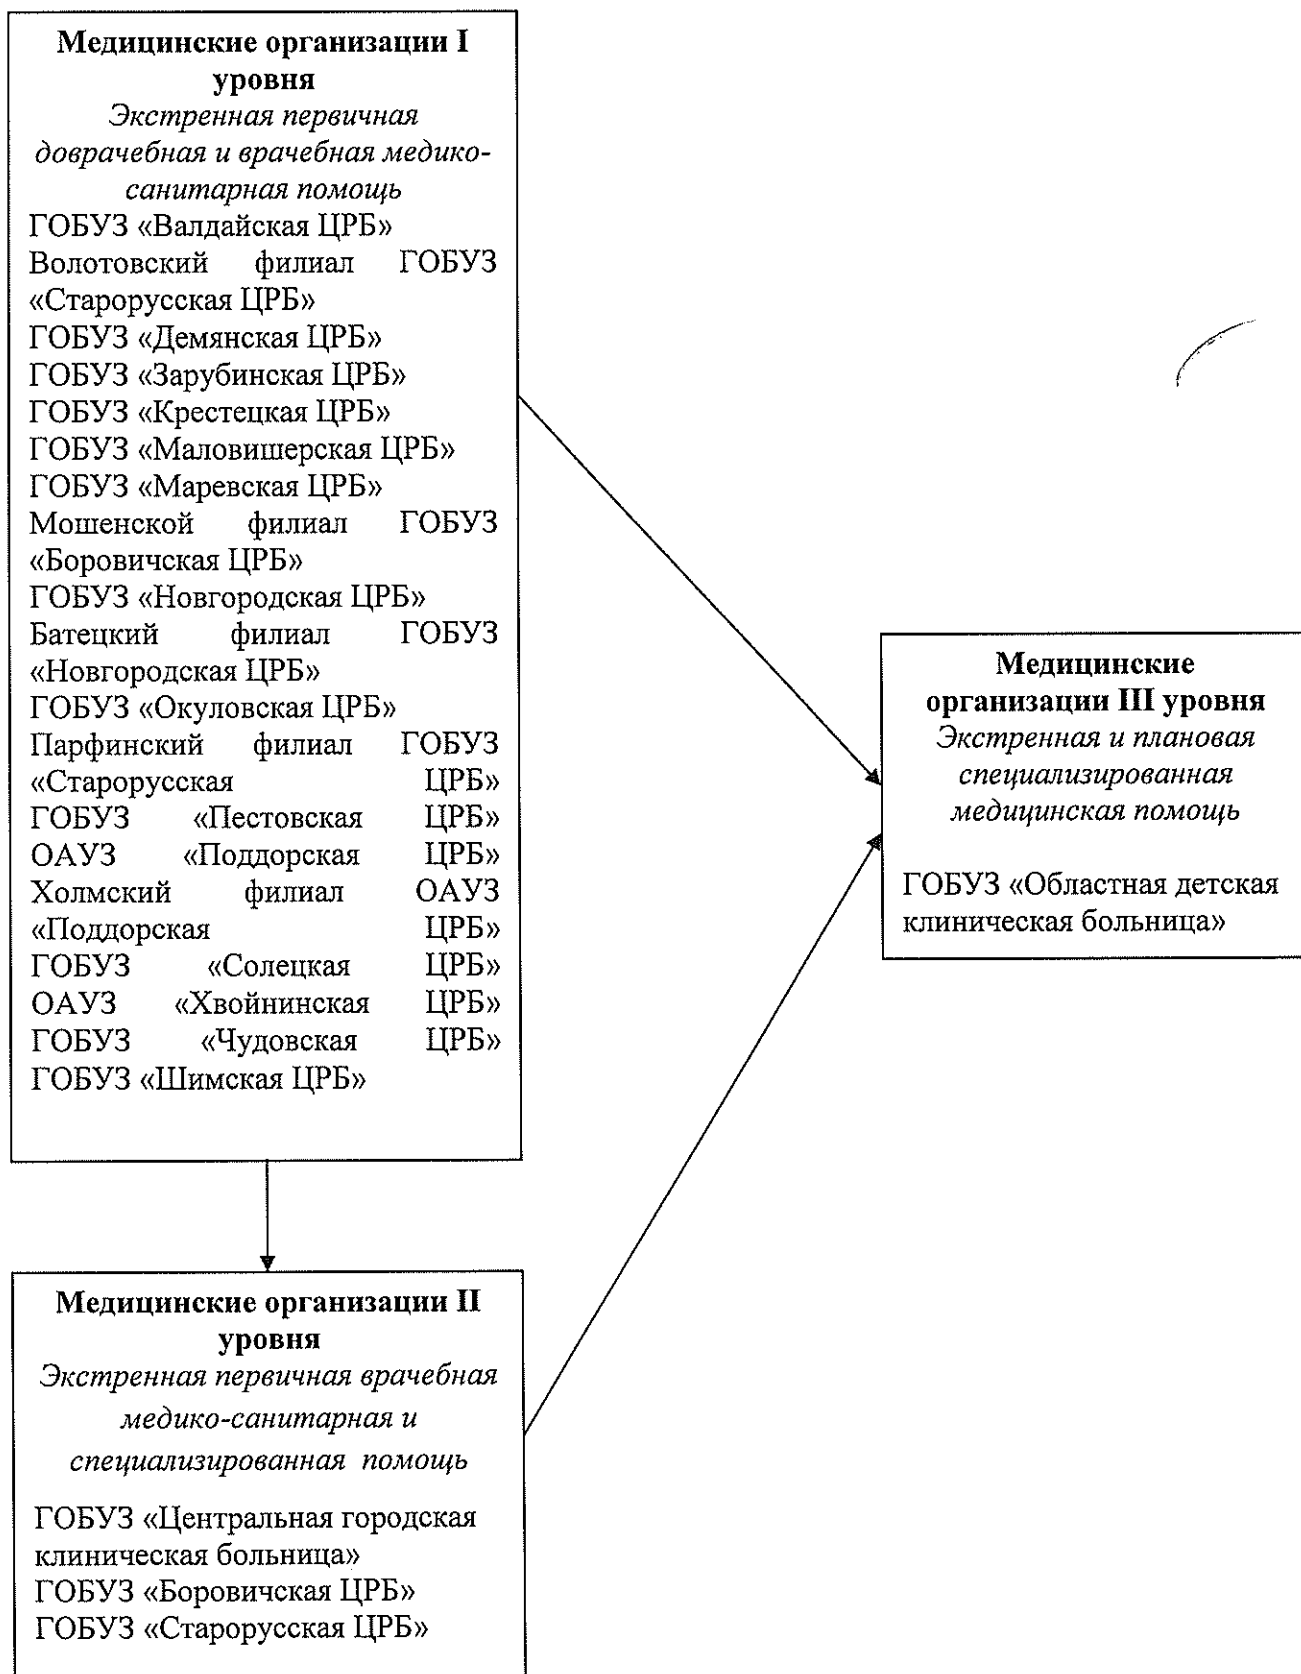 Медицинские организации I
уровня
Экстренная первичная
доврачебная и врачебная медико-
санитарная помощь
ГОБУЗ «Валдайская ЦРБ»
Волотовский филиал ГОБУЗ
«Старорусская ЦРБ»
ГОБУЗ «Демянская ЦРБ»
ГОБУЗ «Зарубинская ЦРБ»
ГОБУЗ «Крестецкая ЦРБ»
ГОБУЗ «Маловишерская ЦРБ»
ГОБУЗ «Маревская ЦРБ»
Мошенской филиал ГОБУЗ
«Боровичская ЦРБ»
ГОБУЗ «Новгородская ЦРБ»
Батецкий филиал ГОБУЗ
«Новгородская ЦРБ»
ГОБУЗ «Окуловская ЦРБ»
Парфинский филиал ГОБУЗ
«Старорусская ЦРБ»
ГОБУЗ «Пестовская ЦРБ»
ОАУЗ «Поддорская ЦРБ»
Холмский филиал ОАУЗ
«Поддорская ЦРБ»
ГОБУЗ «Солецкая ЦРБ»
ОАУЗ «Хвойнинская ЦРБ»
ГОБУЗ «Чудовская ЦРБ»
ГОБУЗ «Шимская ЦРБ»
Медицинские организации II
уровня
Экстренная первичная врачебная
медико-санитарная и
специализированная помощь
ГОБУЗ «Центральная городская
клиническая больница»
ГОБУЗ «Боровичская ЦРБ»
ГОБУЗ «Старорусская ЦРБ»
Медицинские
организации III уровня
Экстренная и плановая
специализированная
медицинская помощь
ГОБУЗ «Областная детская
клиническая больница»